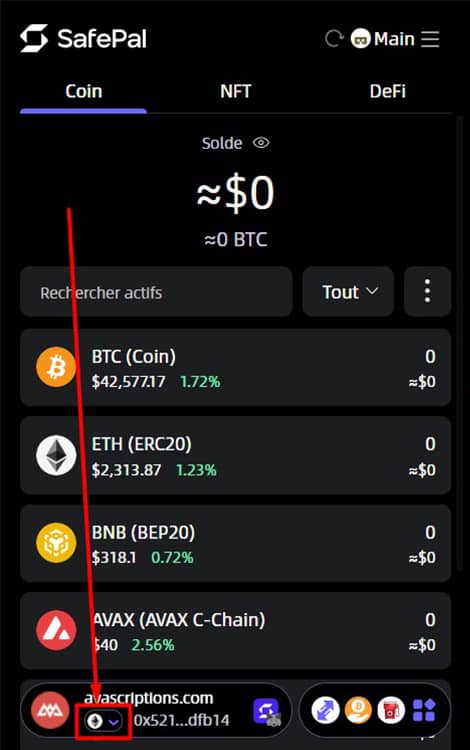 SafePal
Main
Coin NFT DeFi
Solde
≈$0
≈0 BTC
Rechercher actifs Tout
BTC (Coin) 0
$42,577.17 1.72% ≈$0
ETH (ERC20) 0
$2,313.87 1.23% ≈$0
BNB (BEP20) 0
$318.1 0.72% ≈$0
AVAX (AVAX C-Chain) 0
$40 2.56% ≈$0
avascriptions.com
0x521...dfb14